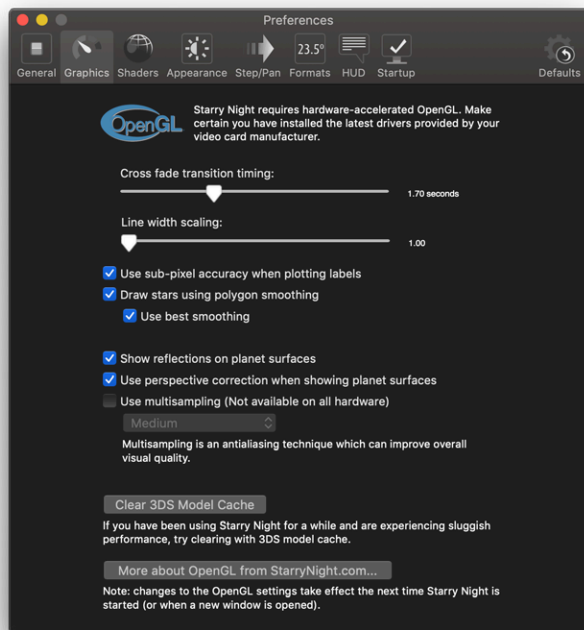 Preferences
General Graphics Shaders Appearance Step/Pan 23.5° Formats HUD Startup Defaults
OpenGL
Starry Night requires hardware-accelerated OpenGL. Make
certain you have installed the latest drivers provided by your
video card manufacturer.
Cross fade transition timing:
1.70 seconds
Line width scaling:
1.00
Use sub-pixel accuracy when plotting labels
Draw stars using polygon smoothing
Use best smoothing
Show reflections on planet surfaces
Use perspective correction when showing planet surfaces
Use multisampling (Not available on all hardware)
Medium
Multisampling is an antialiasing technique which can improve overall
visual quality.
Clear 3DS Model Cache
If you have been using Starry Night for a while and are experiencing sluggish
performance, try clearing with 3DS model cache.
More about OpenGL from StarryNight.com...
Note: changes to the OpenGL settings take effect the next time Starry Night is
started (or when a new window is opened).